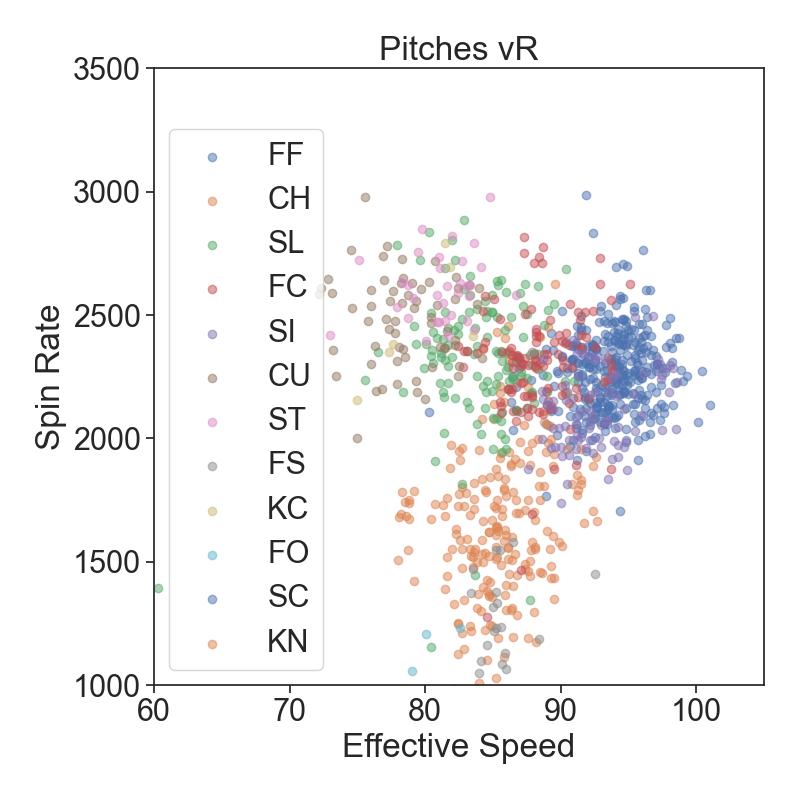 Pitches vR
3500
3000
2500
2000
1500
1000
Spin Rate
FF
CH
SL
FC
SI
CU
ST
FS
KC
FO
SC
KN
60 70 80 90 100
Effective Speed